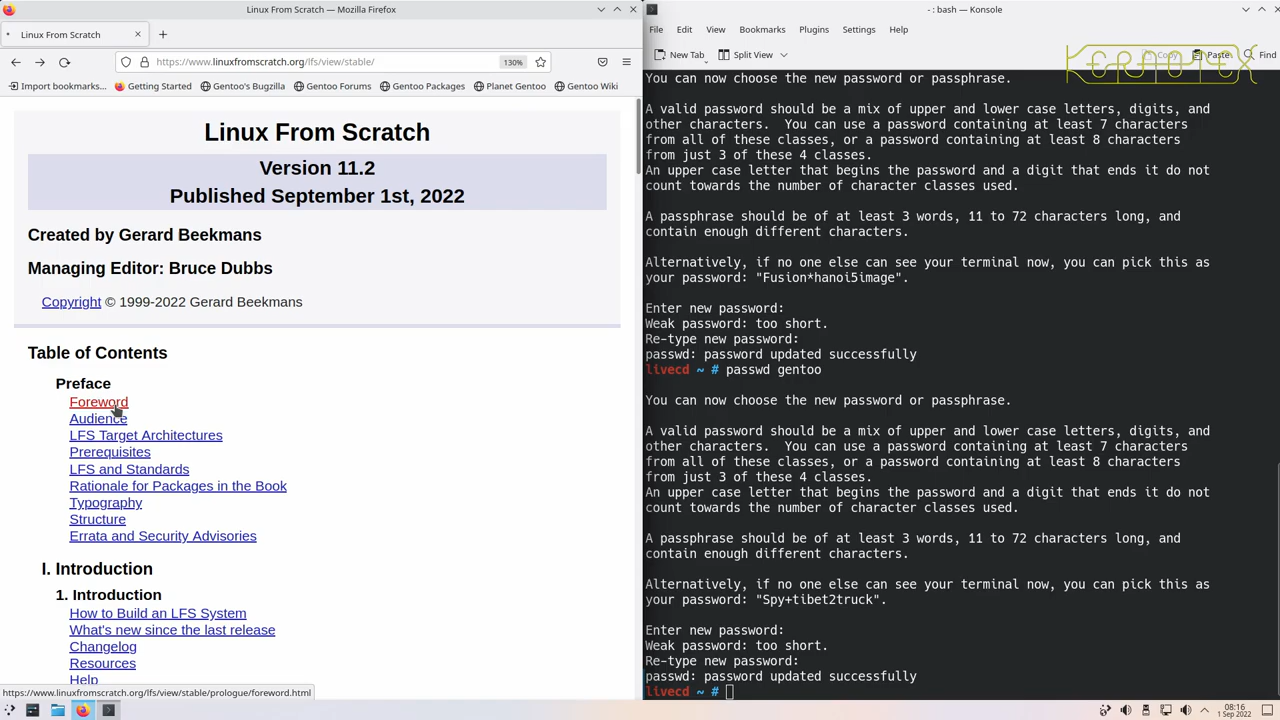 Linux From Scratch — Mozilla Firefox
Linux From Scratch
https://www.linuxfromscratch.org/lfs/view/stable/
130%
Import bookmarks...
Getting Started
Gentoo's Bugzilla
Gentoo Forums
Gentoo Packages
Planet Gentoo
Gentoo Wiki
Linux From Scratch
Version 11.2
Published September 1st, 2022
Created by Gerard Beekmans
Managing Editor: Bruce Dubbs
Copyright © 1999-2022 Gerard Beekmans
Table of Contents
Preface
Foreword
Audience
LFS Target Architectures
Prerequisites
LFS and Standards
Rationale for Packages in the Book
Typography
Structure
Errata and Security Advisories
I. Introduction
1. Introduction
How to Build an LFS System
What's new since the last release
Changelog
Resources
Help
https://www.linuxfromscratch.org/lfs/view/stable/prologue/foreword.html
- : bash — Konsole
File Edit View Bookmarks Plugins Settings Help
New Tab Split View Copy Paste Find
KERNOTEX
You can now choose the new password or passphrase.
A valid password should be a mix of upper and lower case letters, digits, and
other characters.  You can use a password containing at least 7 characters
from all of these classes, or a password containing at least 8 characters
from just 3 of these 4 classes.
An upper case letter that begins the password and a digit that ends it do not
count towards the number of character classes used.
A passphrase should be of at least 3 words, 11 to 72 characters long, and
contain enough different characters.
Alternatively, if no one else can see your terminal now, you can pick this as
your password: "Fusion*hanoi5image".
Enter new password:
Weak password: too short.
Re-type new password:
passwd: password updated successfully
livecd ~ # passwd gentoo
You can now choose the new password or passphrase.
A valid password should be a mix of upper and lower case letters, digits, and
other characters.  You can use a password containing at least 7 characters
from all of these classes, or a password containing at least 8 characters
from just 3 of these 4 classes.
An upper case letter that begins the password and a digit that ends it do not
count towards the number of character classes used.
A passphrase should be of at least 3 words, 11 to 72 characters long, and
contain enough different characters.
Alternatively, if no one else can see your terminal now, you can pick this as
your password: "Spy+tibet2truck".
Enter new password:
Weak password: too short.
Re-type new password:
passwd: password updated successfully
livecd ~ #
08:16
1 Sep 2022